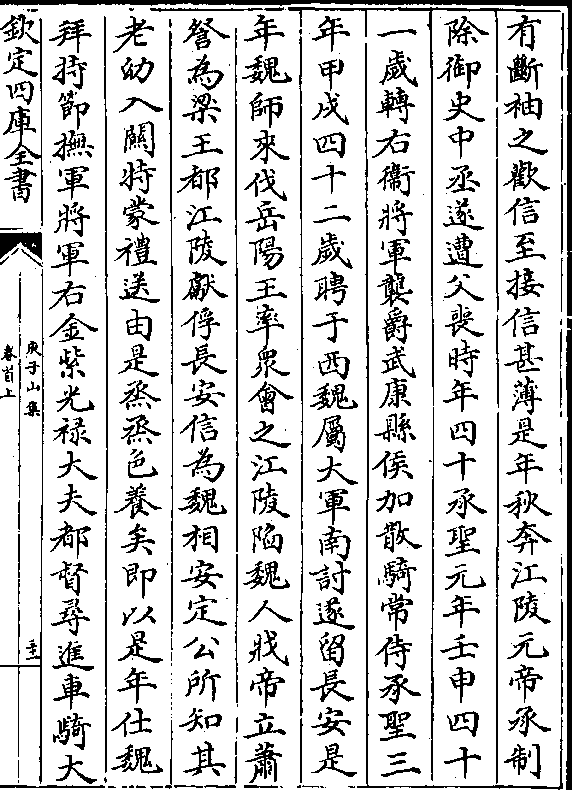 有斷袖之歡信至接信甚薄是年秋奔江陵元帝承制
除御史中丞遂遭父喪時年四十承聖元年壬申四十
一歲轉右衞將軍襲爵武康縣侯加散騎常侍承聖三
年甲戌四十二歲聘于西魏屬大軍南討遂留長安是
年魏師來伐岳陽王率眾會之江陵陷魏人戕帝立蕭
詧為梁王都江陵獻俘長安信為魏相安定公所知其
老幼入關特蒙禮送由是烝烝色養矣即以是年仕魏
拜持節撫軍將軍右金紫光禄大夫都督尋進車騎大
欽定四庫全書
庾子山集
卷首上